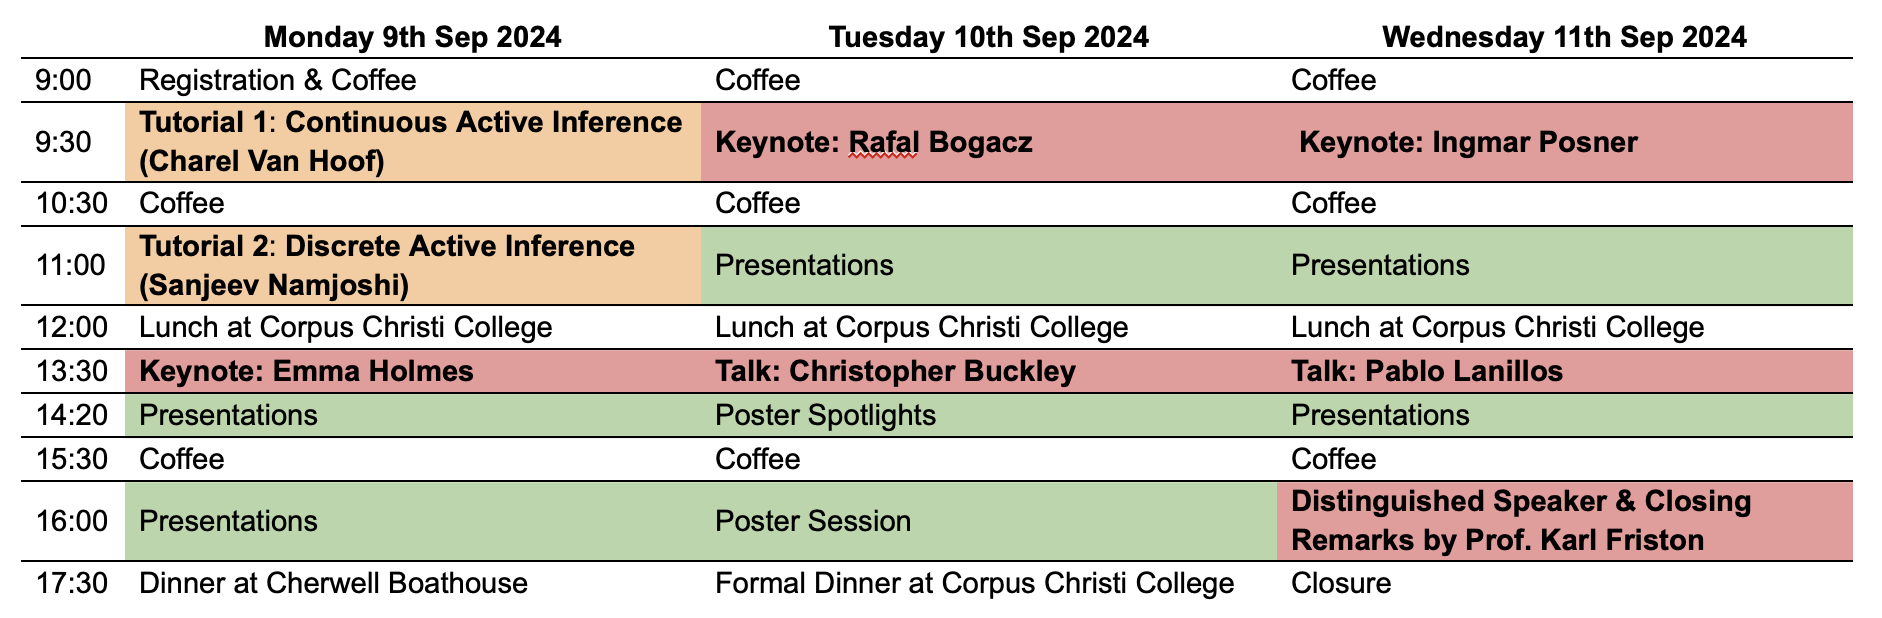 Monday 9th Sep 2024 Tuesday 10th Sep 2024 Wednesday 11th Sep 2024
9:00 Registration & Coffee Coffee Coffee
9:30 Tutorial 1: Continuous Active Inference (Charel Van Hoof) Keynote: Rafal Bogacz Keynote: Ingmar Posner
10:30 Coffee Coffee Coffee
11:00 Tutorial 2: Discrete Active Inference (Sanjeev Namjoshi) Presentations Presentations
12:00 Lunch at Corpus Christi College Lunch at Corpus Christi College Lunch at Corpus Christi College
13:30 Keynote: Emma Holmes Talk: Christopher Buckley Talk: Pablo Lanillos
14:20 Presentations Poster Spotlights Presentations
15:30 Coffee Coffee Coffee
16:00 Presentations Poster Session Distinguished Speaker & Closing Remarks by Prof. Karl Friston
17:30 Dinner at Cherwell Boathouse Formal Dinner at Corpus Christi College Closure